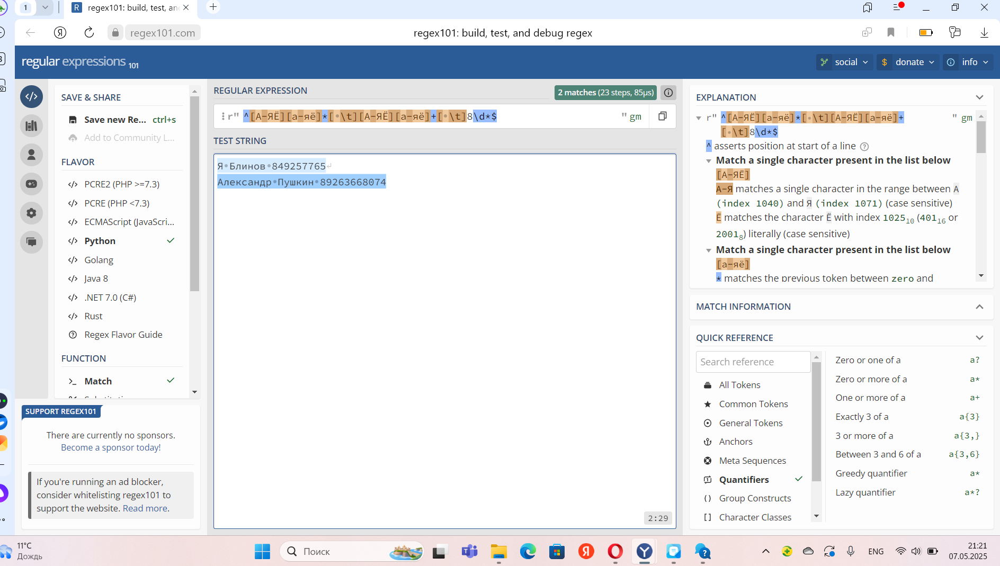 1
regex101: build, test, an
regex101.com
regex101: build, test, and debug regex
regular expressions 101
social
donate
info
SAVE & SHARE
Save new Re... ctrl+s
Add to Community L...
FLAVOR
PCRE2 (PHP >=7.3)
PCRE (PHP <7.3)
ECMAScript (JavaScri...
Python
Golang
Java 8
.NET 7.0 (C#)
Rust
Regex Flavor Guide
FUNCTION
Match
SUPPORT REGEX101
There are currently no sponsors.
Become a sponsor today!
If you're running an ad blocker,
consider whitelisting regex101 to
support the website. Read more.
REGULAR EXPRESSION
2 matches (23 steps, 85μs)
r" ^[А-ЯЁ][а-яё]*[ \t][А-ЯЁ][а-яё]+[ \t]8\d*$ " gm
TEST STRING
Я Блинов 849257765
Александр Пушкин 89263668074
2:29
EXPLANATION
r" ^[А-ЯЁ][а-яё]*[ \t][А-ЯЁ][а-яё]+ " gm
[ \t]8\d*$
^ asserts position at start of a line
Match a single character present in the list below
[А-ЯЁ]
А-Я matches a single character in the range between А
(index 1040) and Я (index 1071) (case sensitive)
Ё matches the character Ё with index 1025₁₀ (401₁₆ or
2001₈) literally (case sensitive)
Match a single character present in the list below
[а-яё]
* matches the previous token between zero and
MATCH INFORMATION
QUICK REFERENCE
Search reference
All Tokens
Common Tokens
General Tokens
Anchors
Meta Sequences
Quantifiers
Group Constructs
Character Classes
Zero or one of a a?
Zero or more of a a*
One or more of a a+
Exactly 3 of a a{3}
3 or more of a a{3,}
Between 3 and 6 of a a{3,6}
Greedy quantifier a*
Lazy quantifier a*?
11°C
Дождь
Поиск
ENG
21:21
07.05.2025